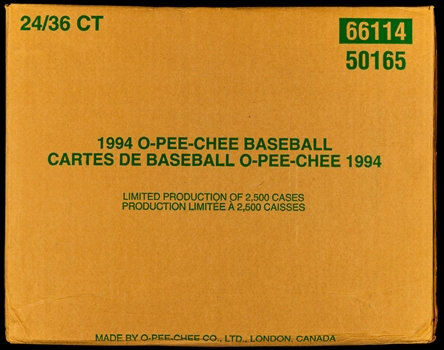 24/36 CT
66114
50165
1994 O-PEE-CHEE BASEBALL
CARTES DE BASEBALL O-PEE-CHEE 1994
LIMITED PRODUCTION OF 2,500 CASES
PRODUCTION LIMITÉE À 2,500 CAISSES
MADE BY O-PEE-CHEE CO., LTD., LONDON, CANADA